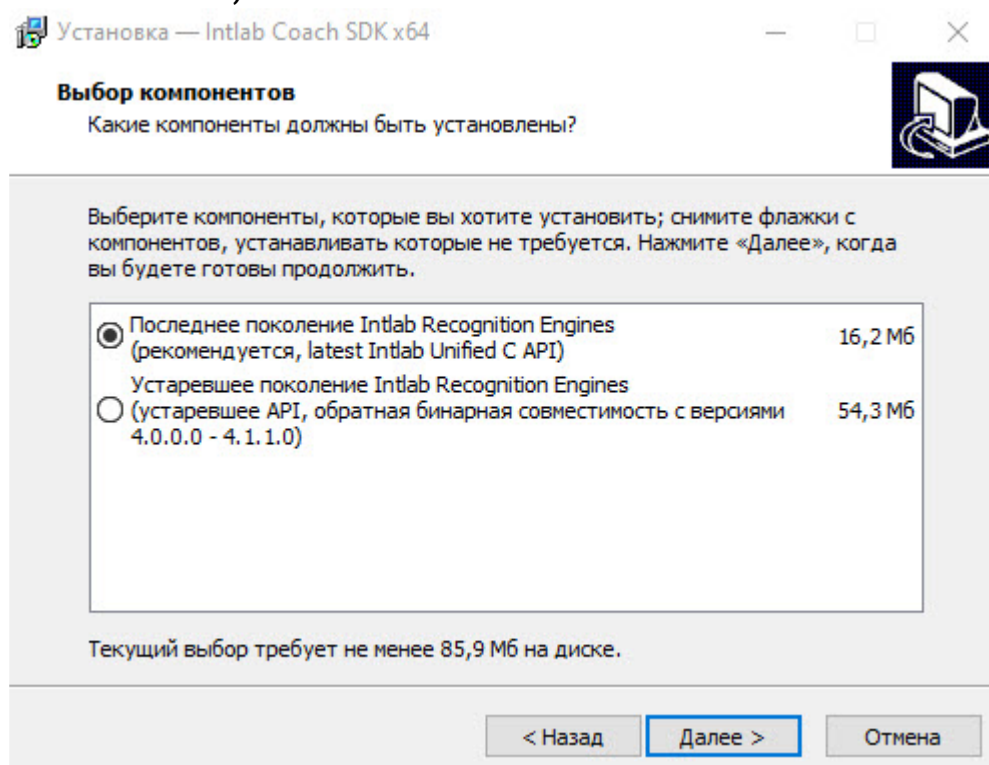 Установка — Intlab Coach SDK x64
Выбор компонентов
Какие компоненты должны быть установлены?
Выберите компоненты, которые вы хотите установить; снимите флажки с
компонентов, устанавливать которые не требуется. Нажмите «Далее», когда
вы будете готовы продолжить.
Последнее поколение Intlab Recognition Engines
(рекомендуется, latest Intlab Unified C API)
16,2 Мб
Устаревшее поколение Intlab Recognition Engines
(устаревшее API, обратная бинарная совместимость с версиями
4.0.0.0 - 4.1.1.0)
54,3 Мб
Текущий выбор требует не менее 85,9 Мб на диске.
< Назад
Далее >
Отмена